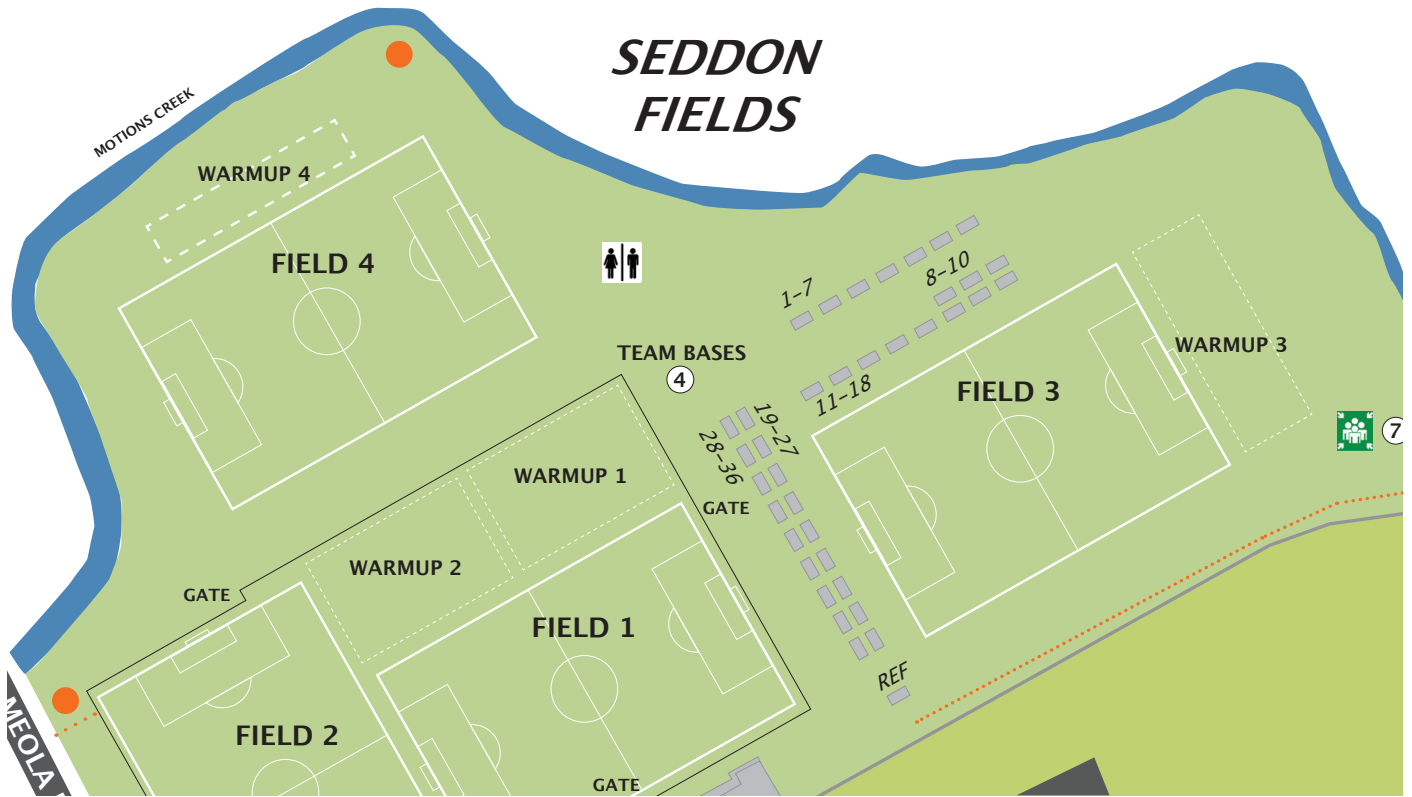 SEDDON
FIELDS
MOTIONS CREEK
WARMUP 4
FIELD 4
1-7
8-10
TEAM BASES
4
WARMUP 3
11-18
FIELD 3
19-27
28-36
7
WARMUP 1
GATE
WARMUP 2
GATE
FIELD 1
REF
MEOLA
FIELD 2
GATE